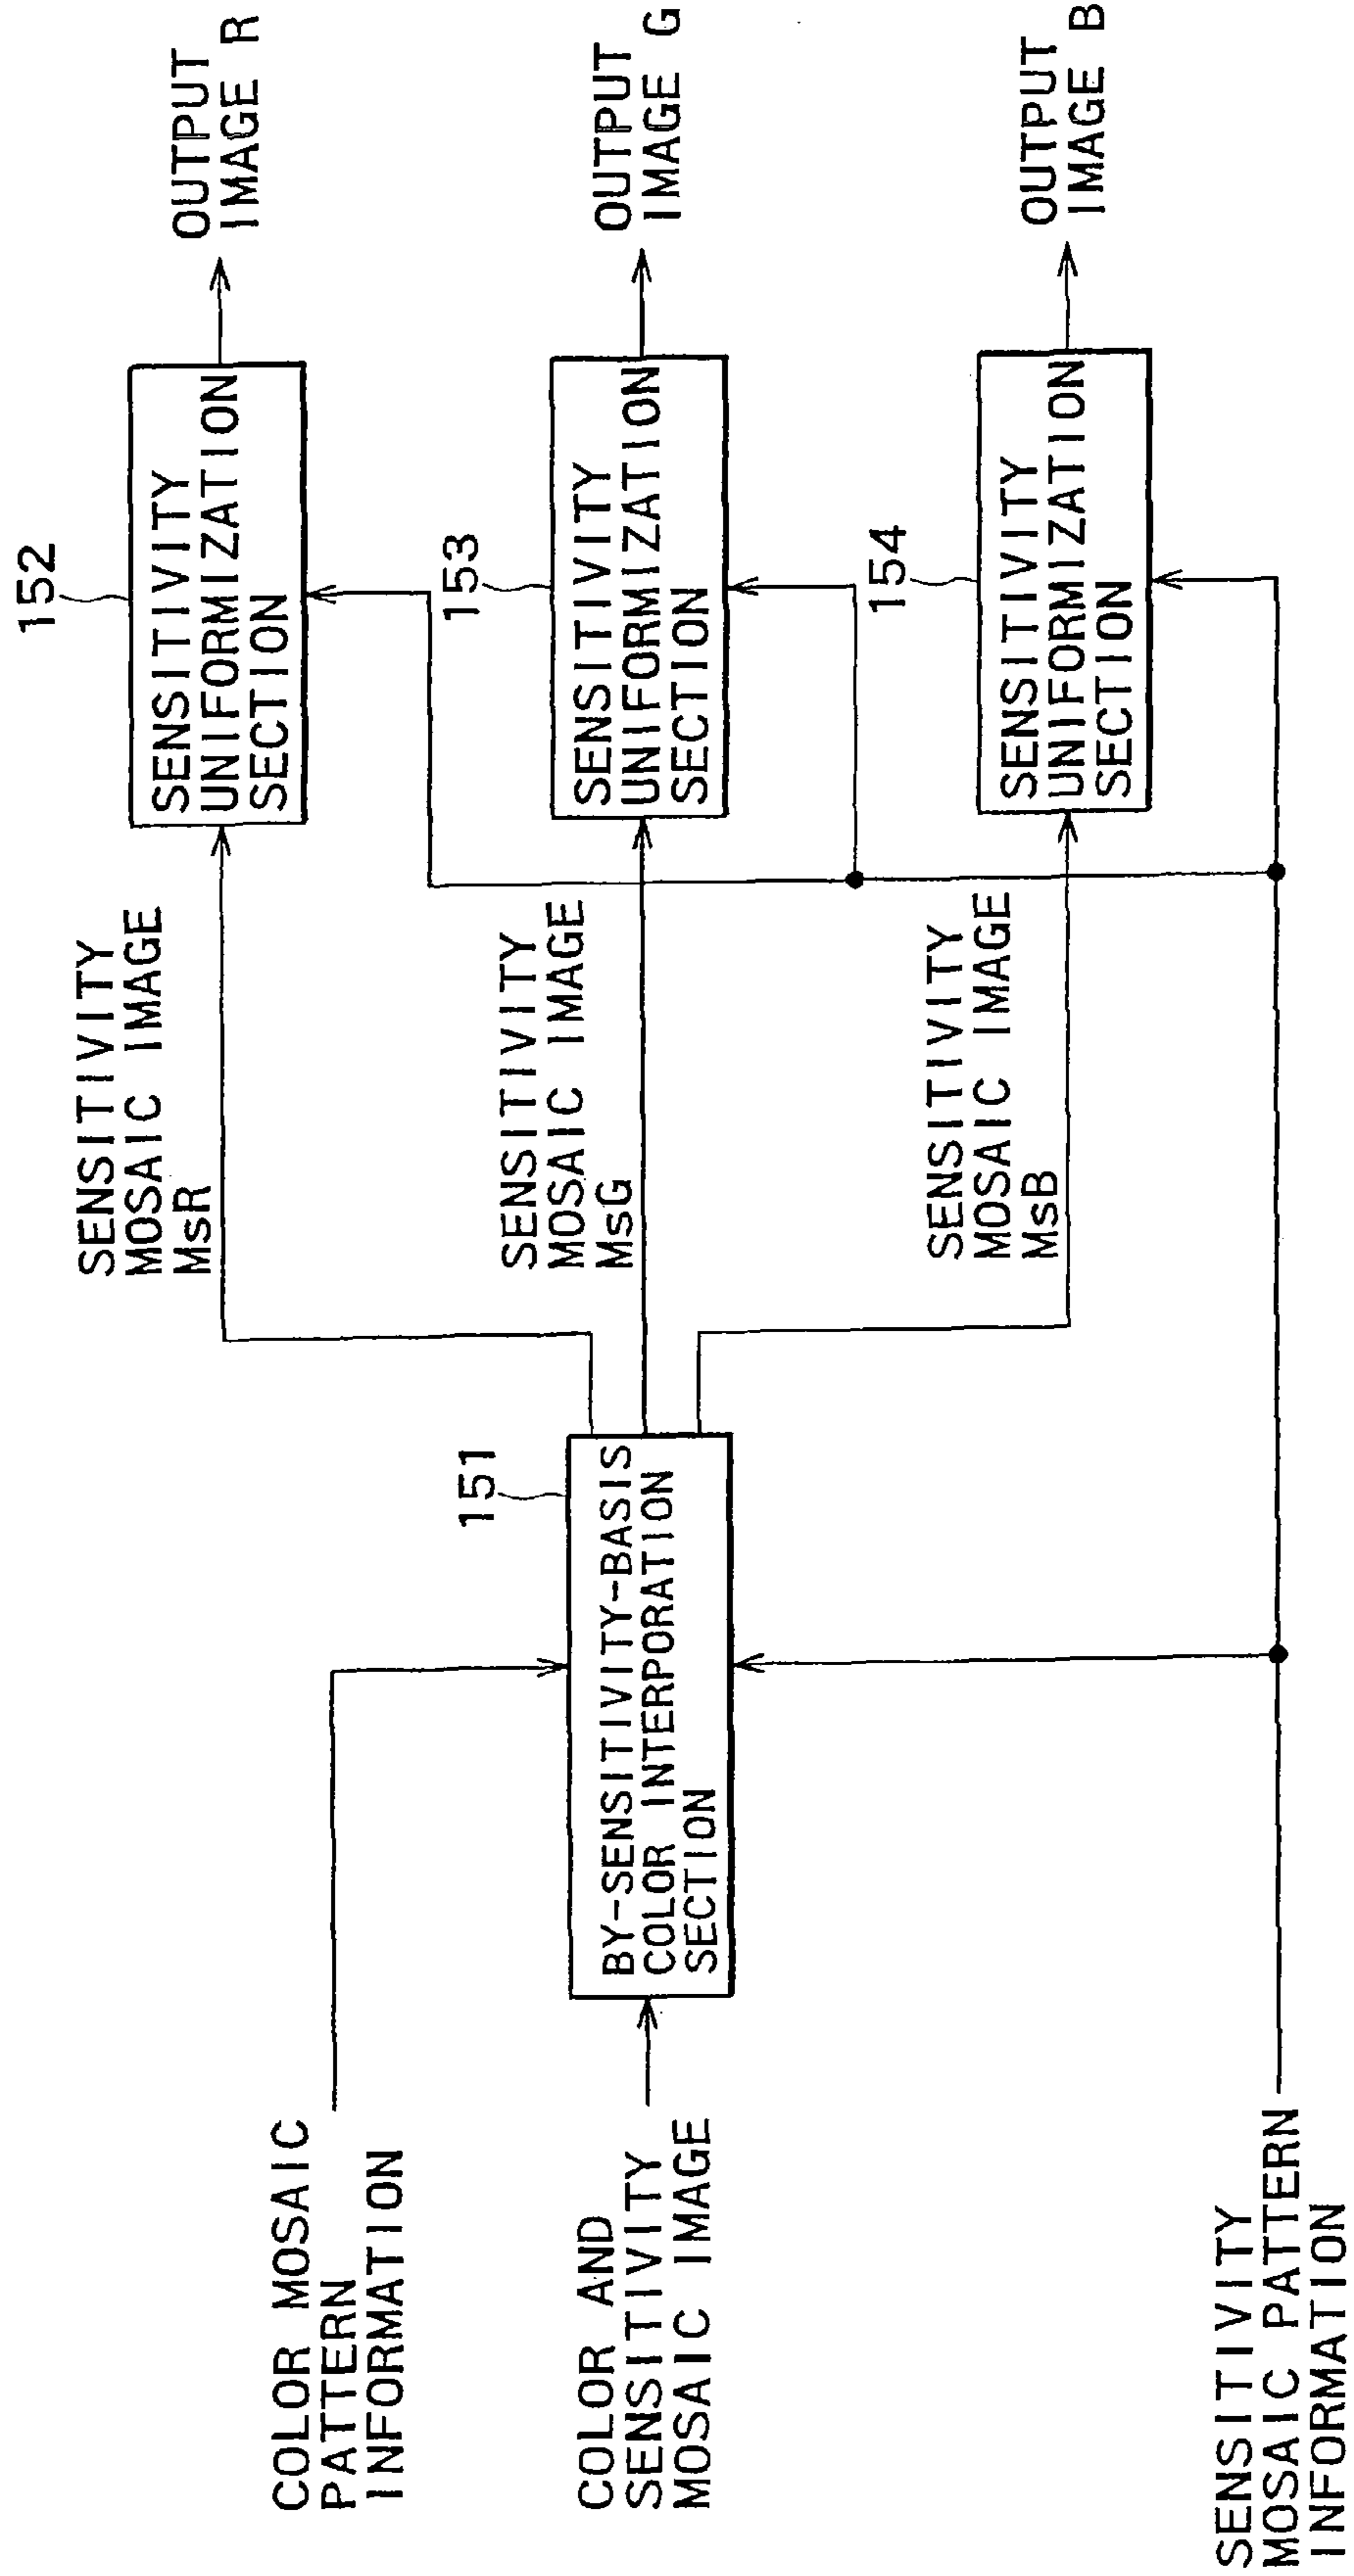 COLOR MOSAIC
PATTERN
INFORMATION
COLOR AND
SENSITIVITY
MOSAIC IMAGE
SENSITIVITY
MOSAIC PATTERN
INFORMATION
151
BY-SENSITIVITY-BASIS
COLOR INTERPORATION
SECTION
SENSITIVITY
MOSAIC IMAGE
MsR
SENSITIVITY
MOSAIC IMAGE
MsG
SENSITIVITY
MOSAIC IMAGE
MsB
152
SENSITIVITY
UNIFORMIZATION
SECTION
153
SENSITIVITY
UNIFORMIZATION
SECTION
154
SENSITIVITY
UNIFORMIZATION
SECTION
OUTPUT
IMAGE R
OUTPUT
IMAGE G
OUTPUT
IMAGE B